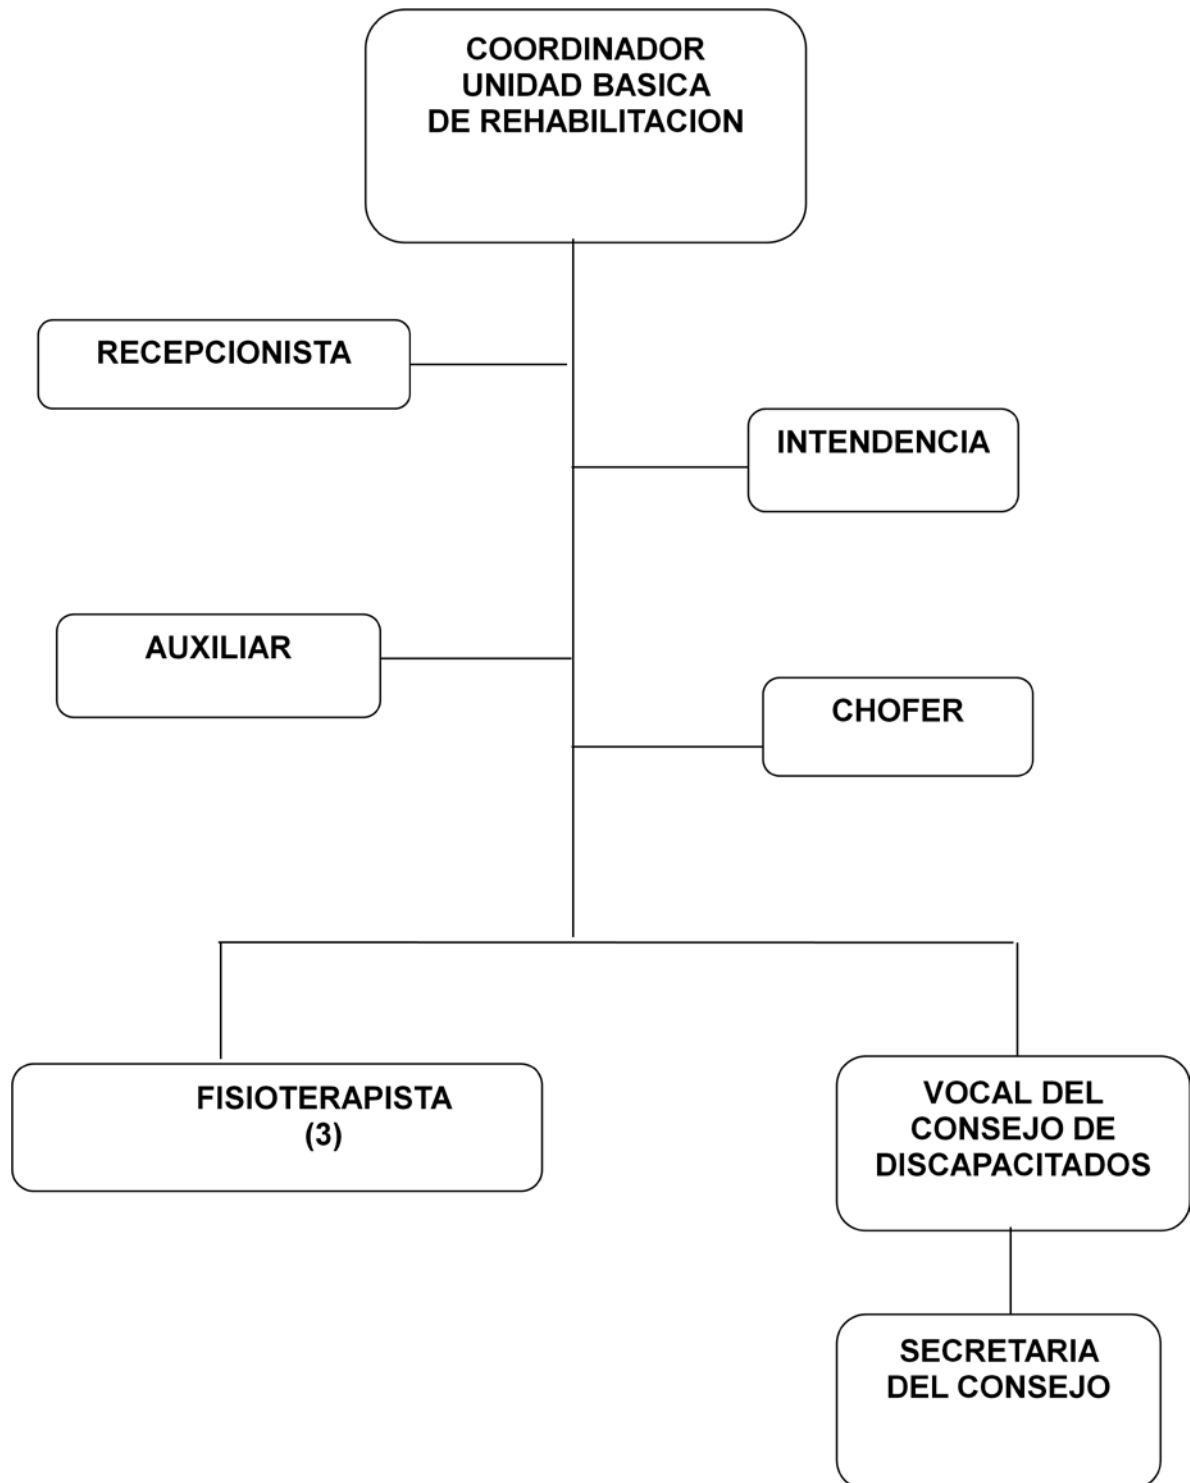 COORDINADOR
UNIDAD BASICA
DE REHABILITACION
RECEPCIONISTA
INTENDENCIA
AUXILIAR
CHOFER
FISIOTERAPISTA
(3)
VOCAL DEL
CONSEJO DE
DISCAPACITADOS
SECRETARIA
DEL CONSEJO